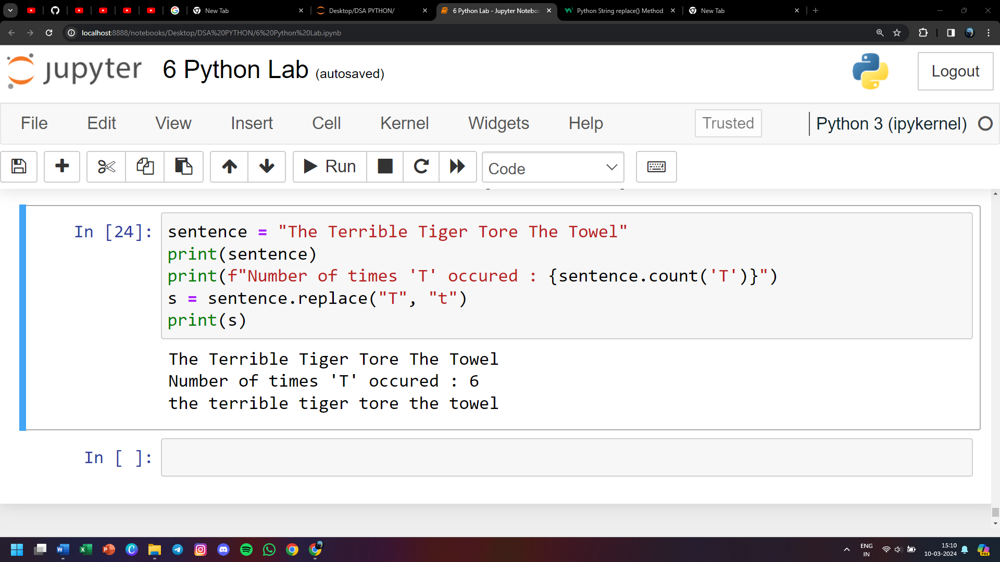 New Tab
Desktop/DSA PYTHON/
6 Python Lab - Jupyter Notebo
Python String replace() Method
New Tab
localhost:8888/notebooks/Desktop/DSA%20PYTHON/6%20Python%20Lab.ipynb
jupyter 6 Python Lab (autosaved)
Logout
File Edit View Insert Cell Kernel Widgets Help
Trusted
Python 3 (ipykernel)
Run
Code
In [24]:
sentence = "The Terrible Tiger Tore The Towel"
print(sentence)
print(f"Number of times 'T' occured : {sentence.count('T')}")
s = sentence.replace("T", "t")
print(s)
The Terrible Tiger Tore The Towel
Number of times 'T' occured : 6
the terrible tiger tore the towel
In [ ]:
ENG
IN
15:10
10-03-2024